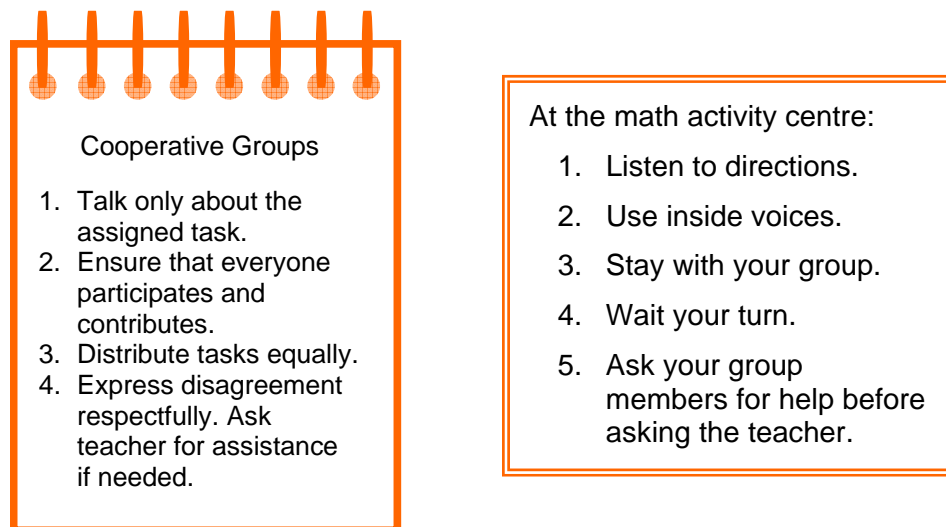 Cooperative Groups
1. Talk only about the
assigned task.
2. Ensure that everyone
participates and
contributes.
3. Distribute tasks equally.
4. Express disagreement
respectfully. Ask
teacher for assistance
if needed.
At the math activity centre:
1. Listen to directions.
2. Use inside voices.
3. Stay with your group.
4. Wait your turn.
5. Ask your group
members for help before
asking the teacher.